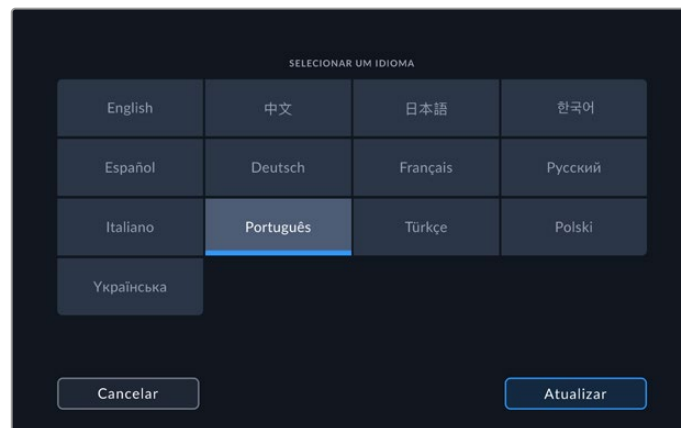 SELECIONAR UM IDIOMA
English 中文 日本語 한국어
Español Deutsch Français Русский
Italiano Português Türkçe Polski
Українська
Cancelar Atualizar